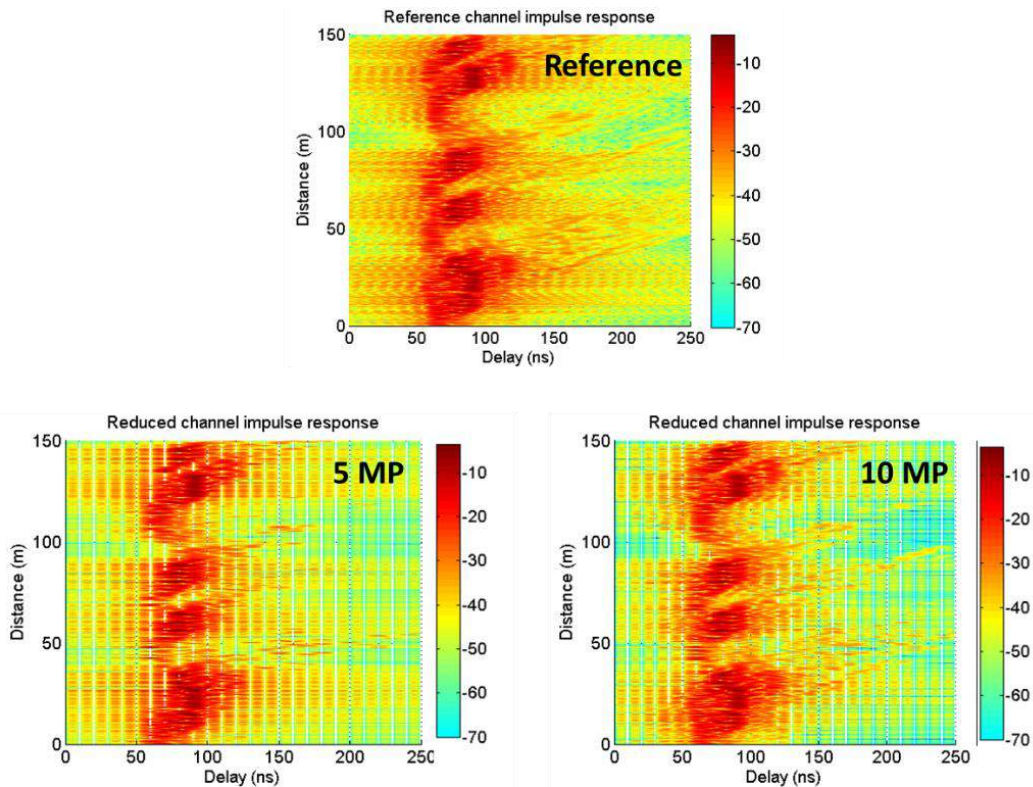 Reference channel impulse response
Reference
150
100
50
0
Distance (m)
0 50 100 150 200 250
Delay (ns)
-10
-20
-30
-40
-50
-60
-70
Reduced channel impulse response
5 MP
150
100
50
0
Distance (m)
0 50 100 150 200 250
Delay (ns)
-10
-20
-30
-40
-50
-60
-70
Reduced channel impulse response
10 MP
150
100
50
0
Distance (m)
0 50 100 150 200 250
Delay (ns)
-10
-20
-30
-40
-50
-60
-70